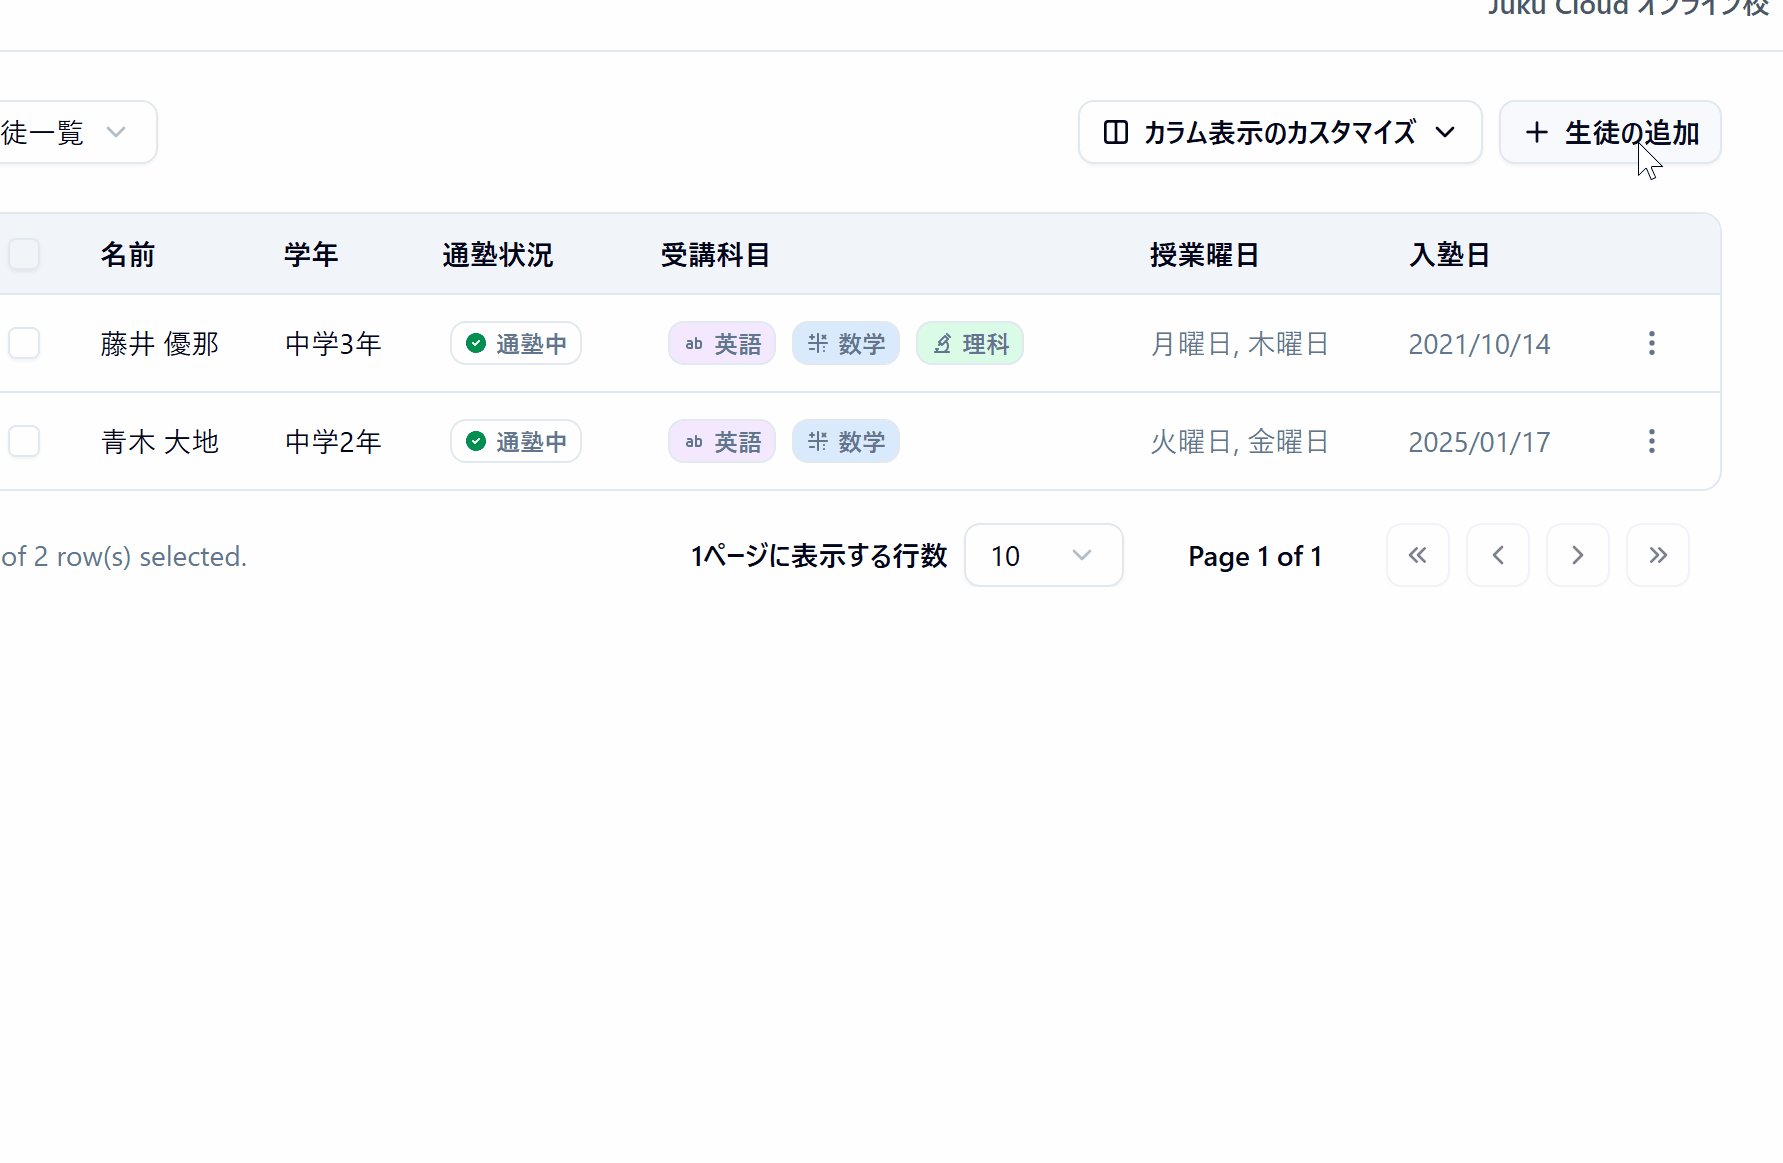 Juku Cloud オンライン校
徒一覧
カラム表示のカスタマイズ
生徒の追加
名前 学年 通塾状況 受講科目 授業曜日 入塾日
藤井 優那 中学3年 通塾中 ab 英語 数学 理科 月曜日, 木曜日 2021/10/14
青木 大地 中学2年 通塾中 ab 英語 数学 火曜日, 金曜日 2025/01/17
of 2 row(s) selected.
1ページに表示する行数 10 Page 1 of 1